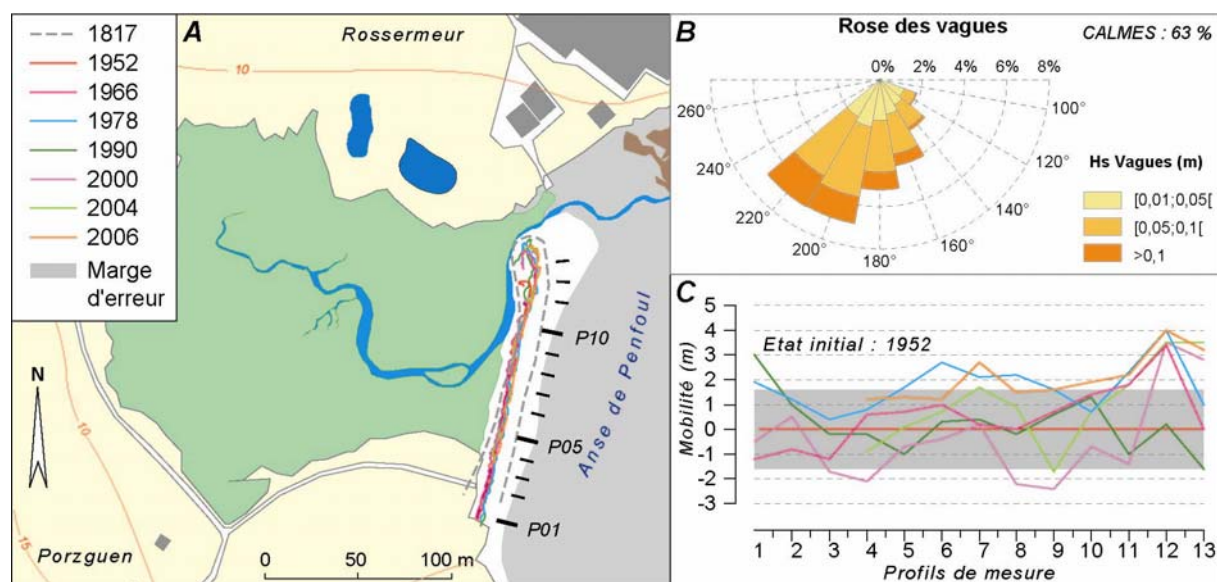 1817
1952
1966
1978
1990
2000
2004
2006
Marge
d'erreur
A
Rossermeur
10
10
15
N
Porzguen
0 50 100 m
P10
P05
P01
Anse de Penfoul
B
Rose des vagues
CALMES : 63 %
0% 2% 4% 6% 8%
260°
240°
220°
200°
180°
160°
140°
120°
100°
Hs Vagues (m)
[0,01;0,05[
[0,05;0,1[
>0,1
C
Etat initial : 1952
Mobilité (m)
5
4
3
2
1
0
-1
-2
-3
1 2 3 4 5 6 7 8 9 10 11 12 13
Profils de mesure